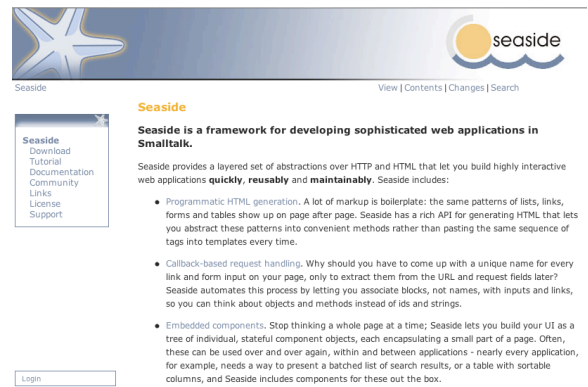 seaside
Seaside
View | Contents | Changes | Search
Seaside
Download
Tutorial
Documentation
Community
Links
License
Support
Login
Seaside
Seaside is a framework for developing sophisticated web applications in
Smalltalk.
Seaside provides a layered set of abstractions over HTTP and HTML that let you build highly interactive
web applications quickly, reusably and maintainably. Seaside includes:
• Programmatic HTML generation. A lot of markup is boilerplate: the same patterns of lists, links,
forms and tables show up on page after page. Seaside has a rich API for generating HTML that lets
you abstract these patterns into convenient methods rather than pasting the same sequence of
tags into templates every time.
• Callback-based request handling. Why should you have to come up with a unique name for every
link and form input on your page, only to extract them from the URL and request fields later?
Seaside automates this process by letting you associate blocks, not names, with inputs and links,
so you can think about objects and methods instead of ids and strings.
• Embedded components. Stop thinking a whole page at a time; Seaside lets you build your UI as a
tree of individual, stateful component objects, each encapsulating a small part of a page. Often,
these can be used over and over again, within and between applications - nearly every application,
for example, needs a way to present a batched list of search results, or a table with sortable
columns, and Seaside includes components for these out the box.